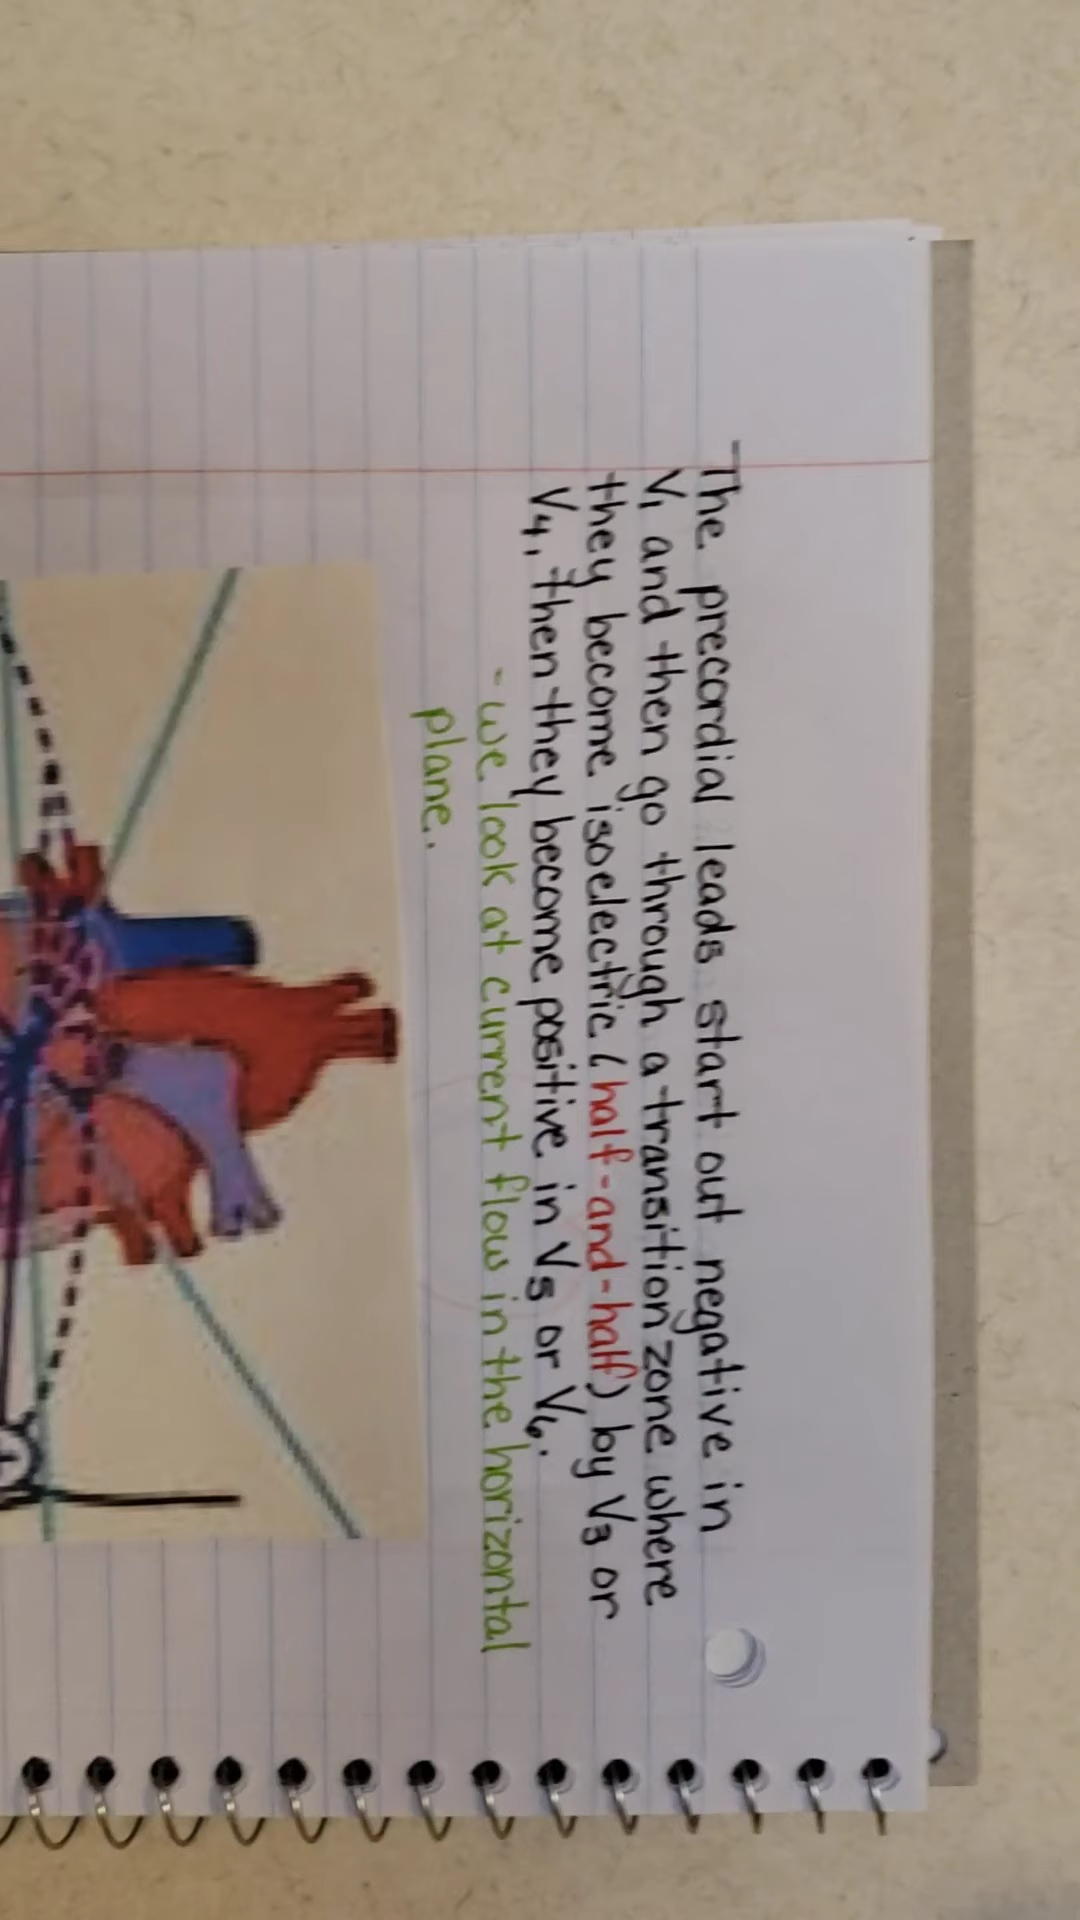 The precordial leads start out negative in
V₁ and then go through a transition zone where
they become isoelectric (half-and-half) by V₃ or
V₄, then they become positive in V₅ or V₆.
- we look at current flow in the horizontal
plane.